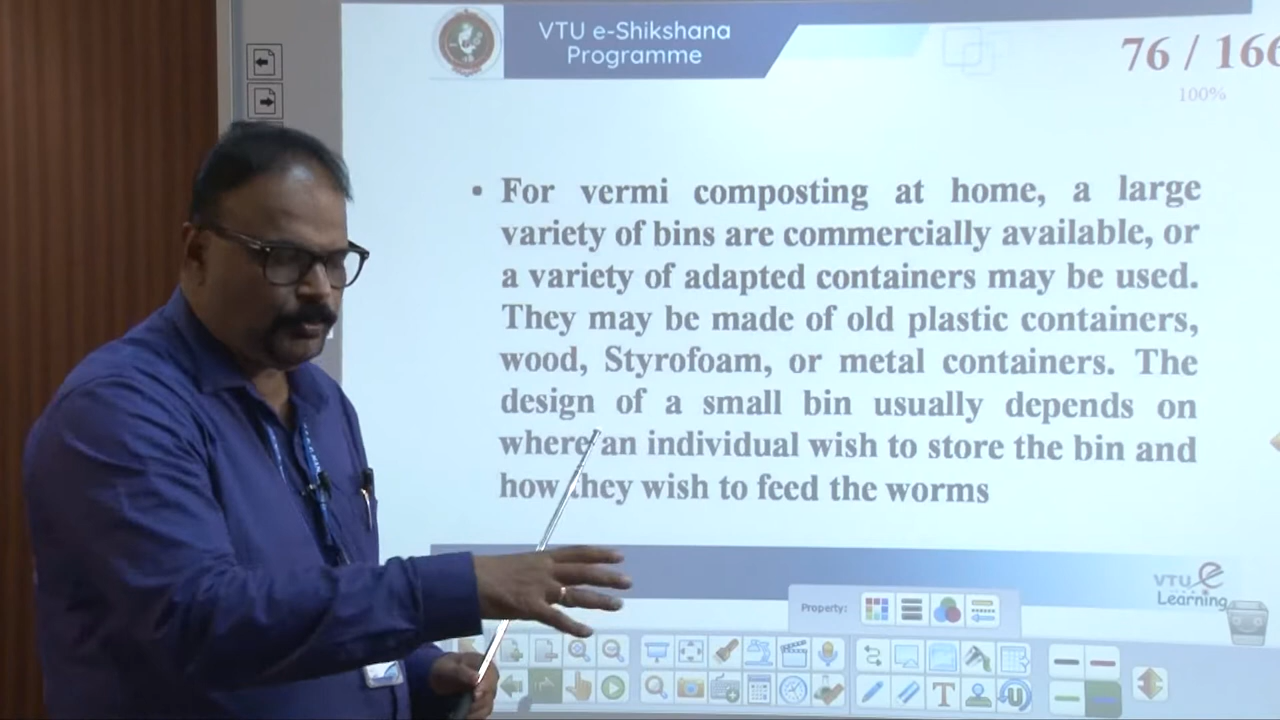 VTU e-Shikshana
Programme
76 / 166
100%
• For vermi composting at home, a large
variety of bins are commercially available, or
a variety of adapted containers may be used.
They may be made of old plastic containers,
wood, Styrofoam, or metal containers. The
design of a small bin usually depends on
where an individual wish to store the bin and
how they wish to feed the worms
VTU e
Learning
Property: